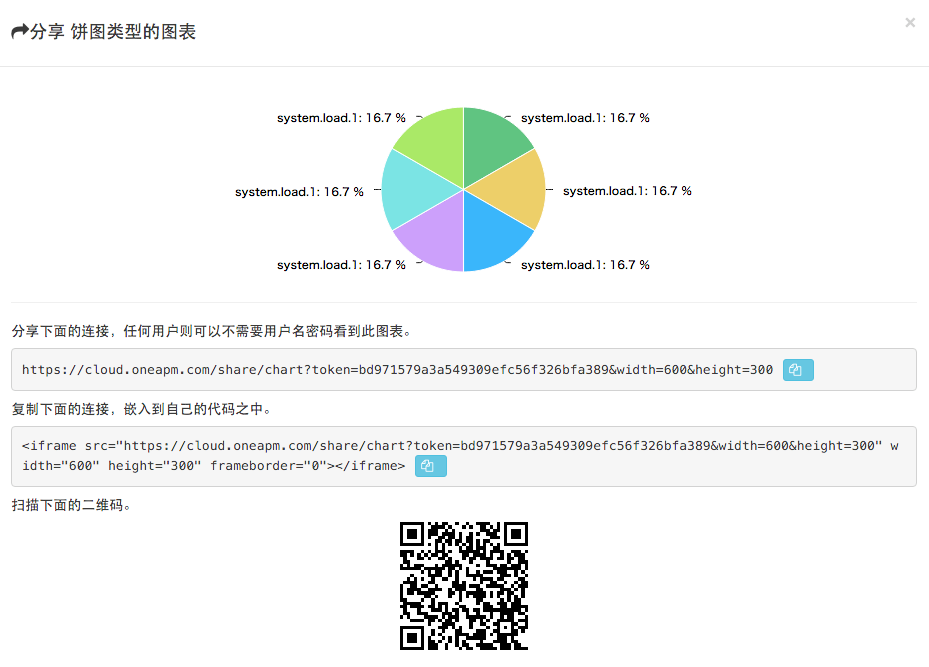 分享 饼图类型的图表
×
system.load.1: 16.7 %
system.load.1: 16.7 %
system.load.1: 16.7 %
system.load.1: 16.7 %
system.load.1: 16.7 %
system.load.1: 16.7 %
分享下面的连接，任何用户则可以不需要用户名密码看到此图表。
https://cloud.oneapm.com/share/chart?token=bd971579a3a549309efc56f326bfa389&width=600&height=300
复制下面的连接，嵌入到自己的代码之中。
<iframe src="https://cloud.oneapm.com/share/chart?token=bd971579a3a549309efc56f326bfa389&width=600&height=300" w
idth="600" height="300" frameborder="0"></iframe>
扫描下面的二维码。